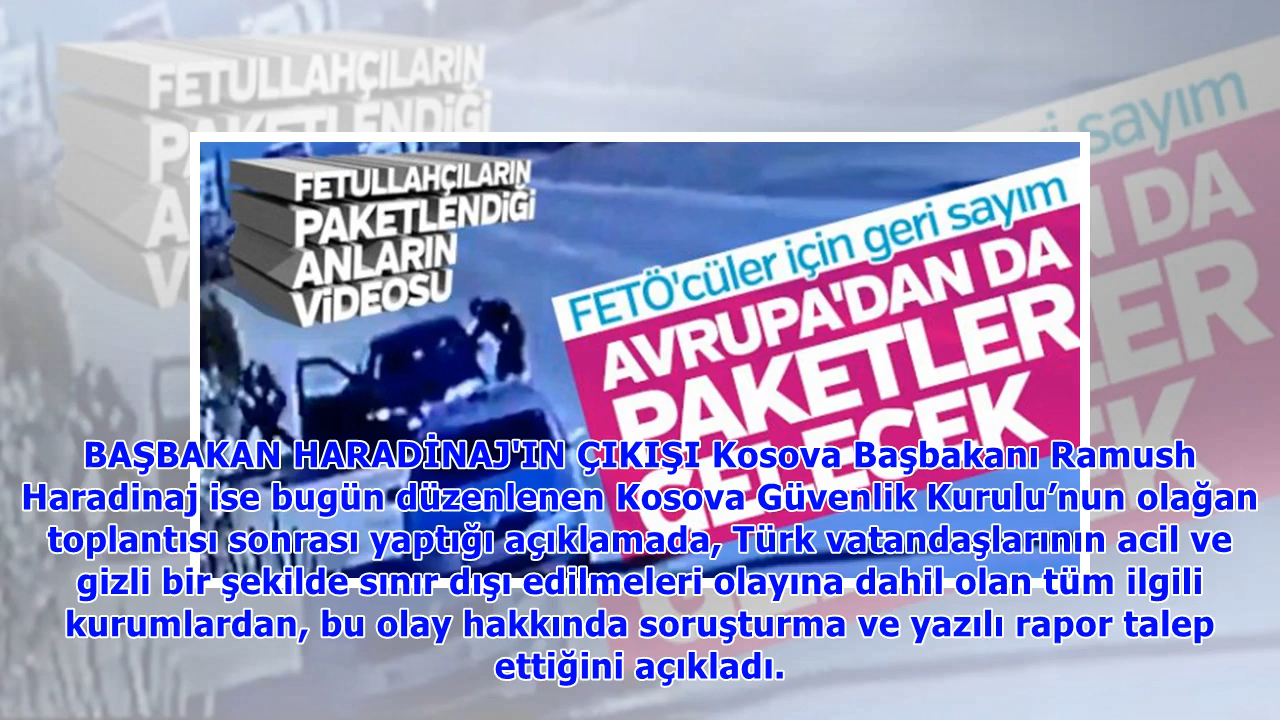 FETULLAHÇILARIN
PAKETLENDİĞİ
ANLARIN
VİDEOSU
FETÖ'cüler için geri sayım
AVRUPA'DAN DA
PAKETLER
GELECEK
BAŞBAKAN HARADİNAJ'IN ÇIKIŞI Kosova Başbakanı Ramush
Haradinaj ise bugün düzenlenen Kosova Güvenlik Kurulu’nun olağan
toplantısı sonrası yaptığı açıklamada, Türk vatandaşlarının acil ve
gizli bir şekilde sınır dışı edilmeleri olayına dahil olan tüm ilgili
kurumlardan, bu olay hakkında soruşturma ve yazılı rapor talep
ettiğini açıkladı.